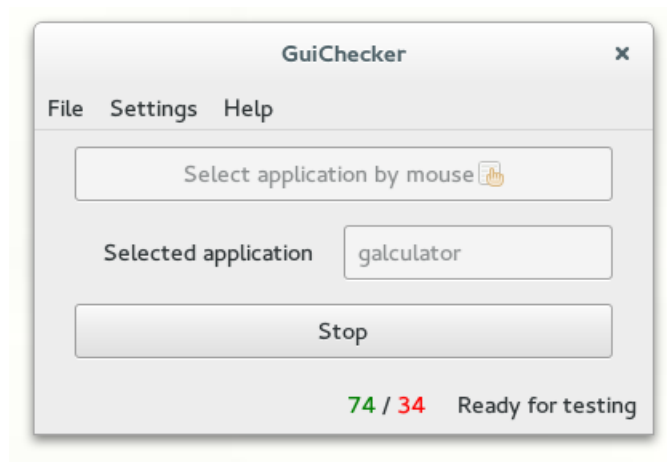 GuiChecker ×
File Settings Help
Select application by mouse
Selected application galculator
Stop
74 / 34 Ready for testing